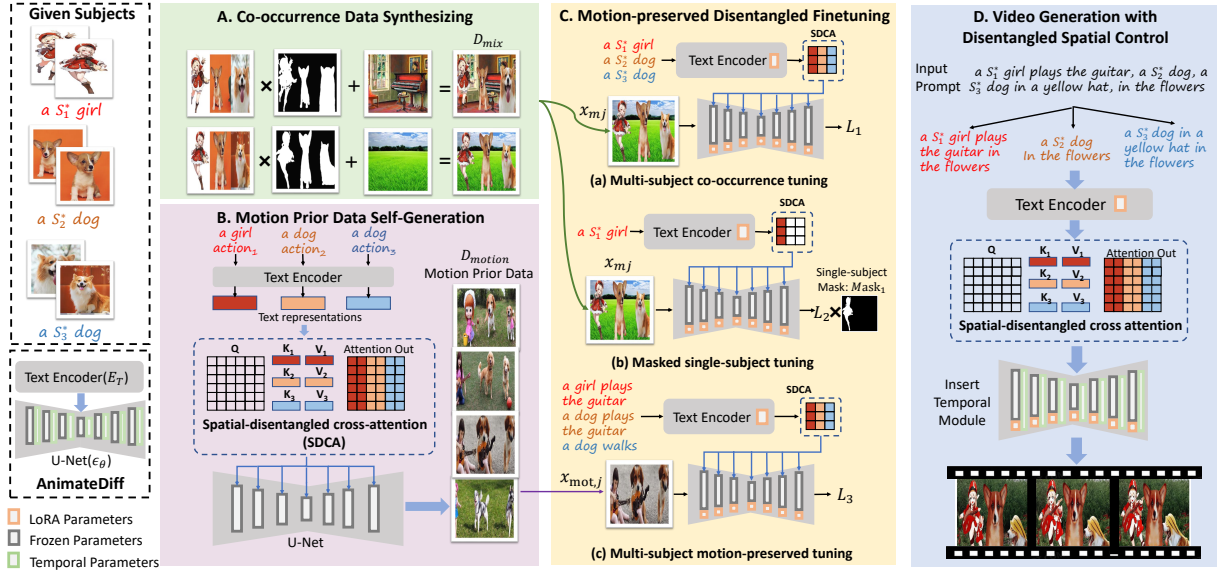 Given Subjects
a S₁* girl
a S₂* dog
a S₃* dog
Text Encoder(E_T)
U-Net(ϵ_θ)
AnimateDiff
LoRA Parameters
Frozen Parameters
Temporal Parameters
A. Co-occurrence Data Synthesizing
D_mix
×
+
=
×
+
=
B. Motion Prior Data Self-Generation
a girl
action₁
a dog
action₂
a dog
action₃
Text Encoder
Text representations
Q
K₁
V₁
K₂
V₂
K₃
V₃
Attention Out
Spatial-disentangled cross-attention
(SDCA)
U-Net
D_motion
Motion Prior Data
C. Motion-preserved Disentangled Finetuning
a S₁* girl
a S₂* dog
a S₃* dog
Text Encoder
SDCA
x_mj
L₁
(a) Multi-subject co-occurrence tuning
a S₁* girl
Text Encoder
SDCA
x_mj
L₂×
Single-subject
Mask: Mask₁
(b) Masked single-subject tuning
a girl plays
the guitar
a dog plays
the guitar
a dog walks
Text Encoder
SDCA
x_mot,j
L₃
(c) Multi-subject motion-preserved tuning
D. Video Generation with
Disentangled Spatial Control
Input
Prompt
a S₁* girl plays the guitar, a S₂* dog, a
S₃* dog in a yellow hat, in the flowers
a S₁* girl plays
the guitar in
the flowers
a S₂* dog
In the flowers
a S₃* dog in a
yellow hat in
the flowers
Text Encoder
Q
K₁
V₁
K₂
V₂
K₃
V₃
Attention Out
Spatial-disentangled cross attention
Insert
Temporal
Module